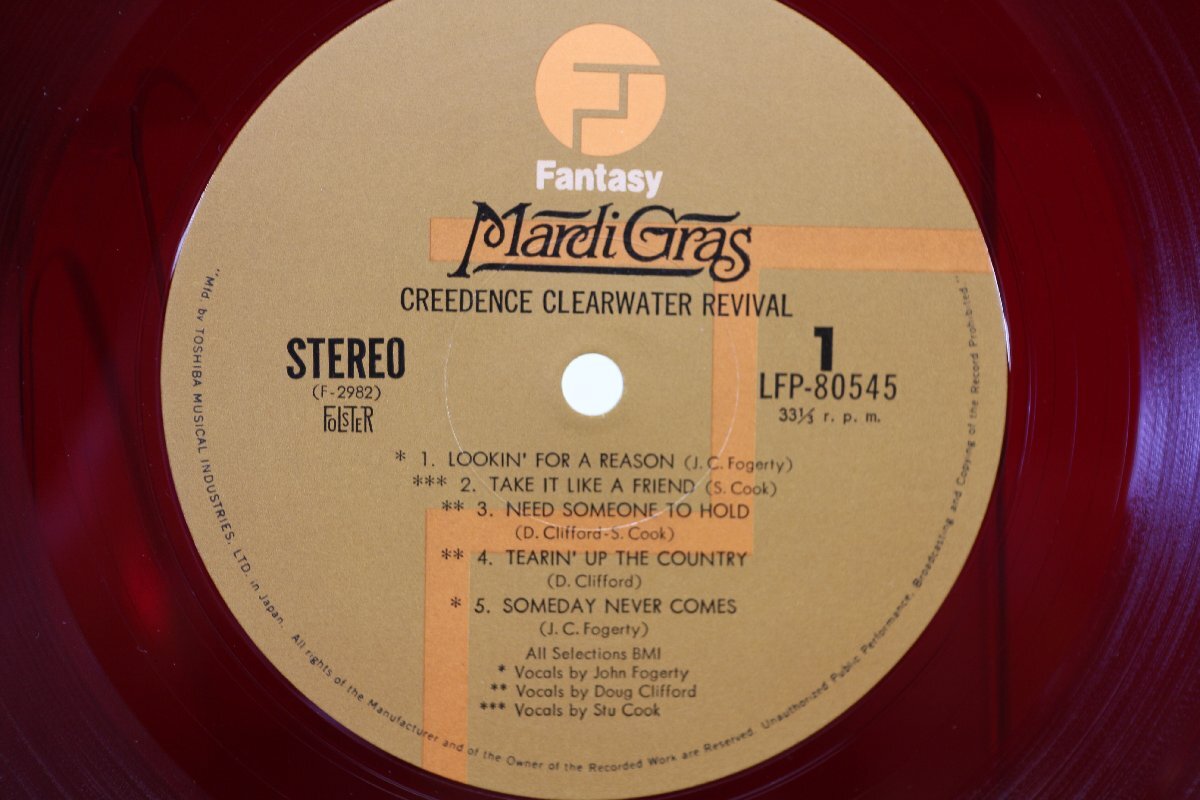 Fantasy
Mardi Gras
CREEDENCE CLEARWATER REVIVAL
STEREO
(F-2982)
FOLSTER
1
LFP-80545
33⅓ r. p. m.
* 1. LOOKIN' FOR A REASON (J. C. Fogerty)
*** 2. TAKE IT LIKE A FRIEND (S. Cook)
** 3. NEED SOMEONE TO HOLD
(D. Clifford-S. Cook)
** 4. TEARIN' UP THE COUNTRY
(D. Clifford)
* 5. SOMEDAY NEVER COMES
(J. C. Fogerty)
All Selections BMI
* Vocals by John Fogerty
** Vocals by Doug Clifford
*** Vocals by Stu Cook
"Mfd. by TOSHIBA MUSICAL INDUSTRIES, LTD. in Japan. All rights of the Manufacturer and of the Owner of the Recorded Work are Reserved. Unauthorized Public Performance, Broadcasting and Copying of the Record Prohibited."